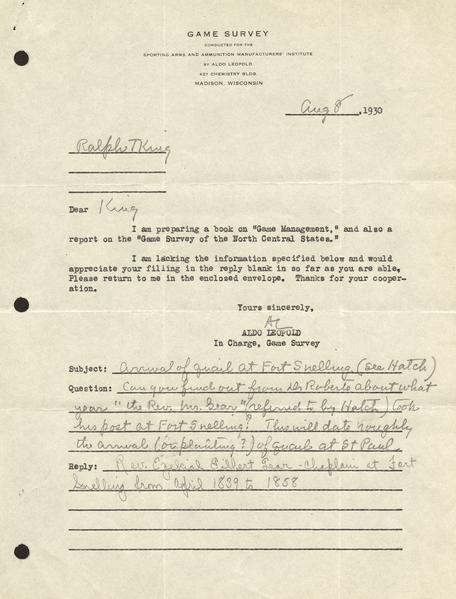 GAME SURVEY
CONDUCTED FOR THE
SPORTING ARMS AND AMMUNITION MANUFACTURERS' INSTITUTE
BY ALDO LEOPOLD
421 CHEMISTRY BLDG.
MADISON, WISCONSIN
Aug 8, 1930
Ralph T King
Dear King
I am preparing a book on "Game Management," and also a
report on the "Game Survey of the North Central States."
I am lacking the information specified below and would
appreciate your filling in the reply blank in so far as you are able.
Please return to me in the enclosed envelope. Thanks for your cooper-
ation.
Yours sincerely,
AL
ALDO LEOPOLD
In Charge, Game Survey
Subject: Arrival of quail at Fort Snelling (see Hatch)
Question: Can you find out from Dr Roberts about what
year "the Rev. Mr. Gear" (referred to by Hatch) took
his post at Fort Snelling? This will date roughly
the arrival (or planting?) of quail at St Paul.
Reply: Rev. Ezekiel Gilbert Gear - Chaplain at Fort
Snelling from April 1839 to 1858